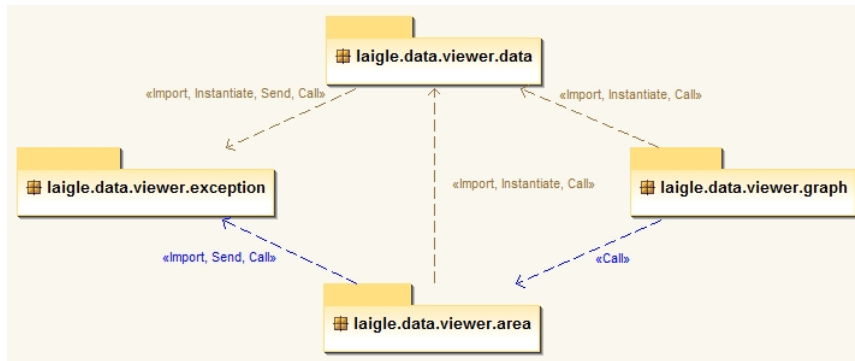 laigle.data.viewer.data
«Import, Instantiate, Send, Call»
«Import, Instantiate, Call»
laigle.data.viewer.exception
«Import, Instantiate, Call»
laigle.data.viewer.graph
«Import, Send, Call»
«Call»
laigle.data.viewer.area